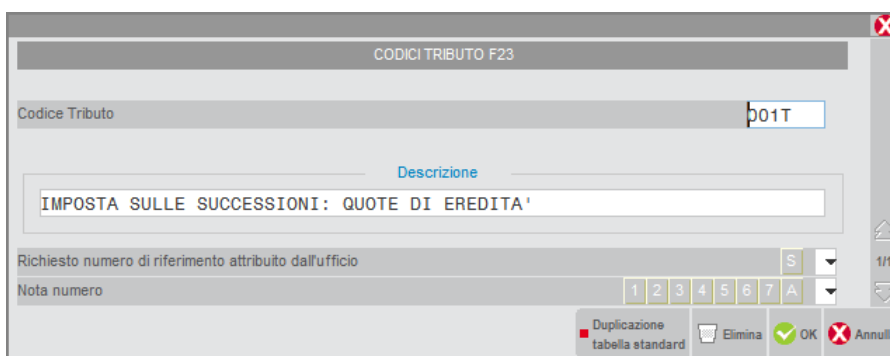 CODICI TRIBUTO F23
Codice Tributo 001T
Descrizione
IMPOSTA SULLE SUCCESSIONI: QUOTE DI EREDITA'
Richiesto numero di riferimento attribuito dall'ufficio S
1/1
Nota numero 1 2 3 4 5 6 7 A
Duplicazione
tabella standard Elimina OK Annull